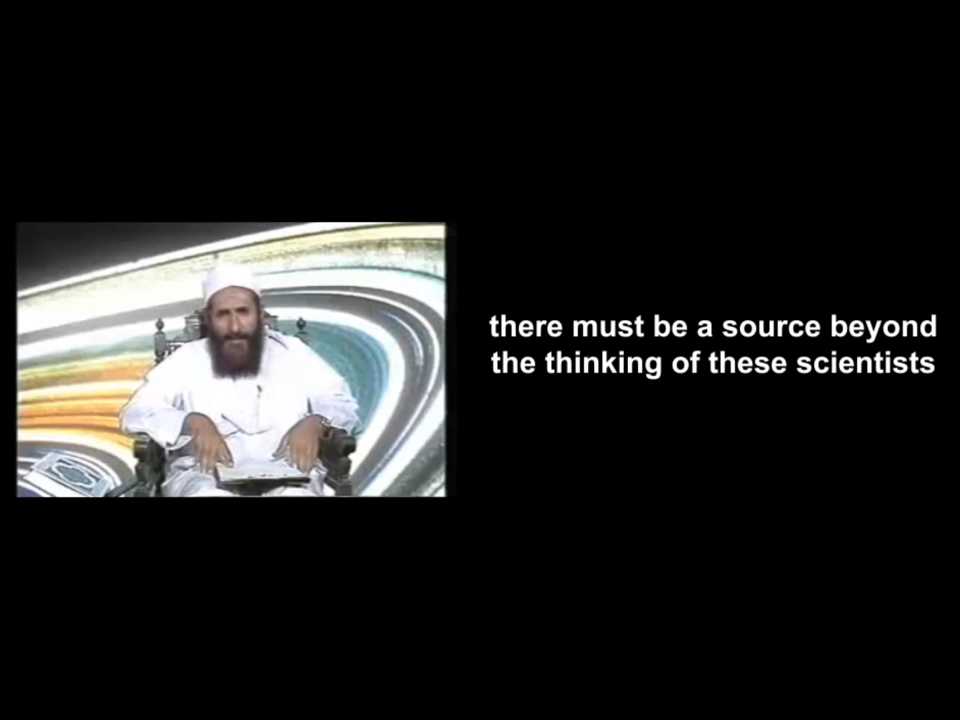 there must be a source beyond
the thinking of these scientists